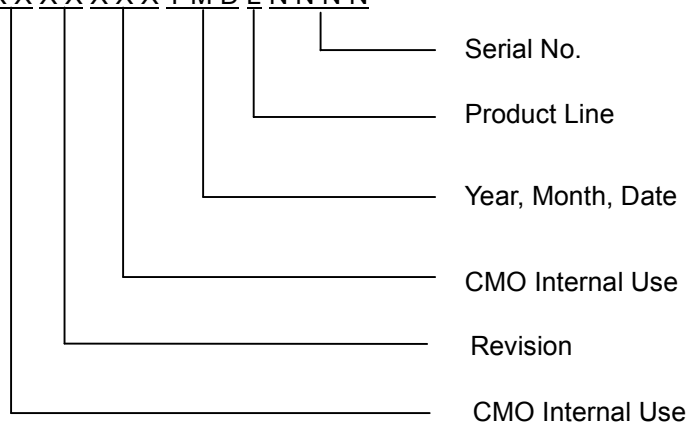 Serial No.
Product Line
Year, Month, Date
CMO Internal Use
Revision
CMO Internal Use